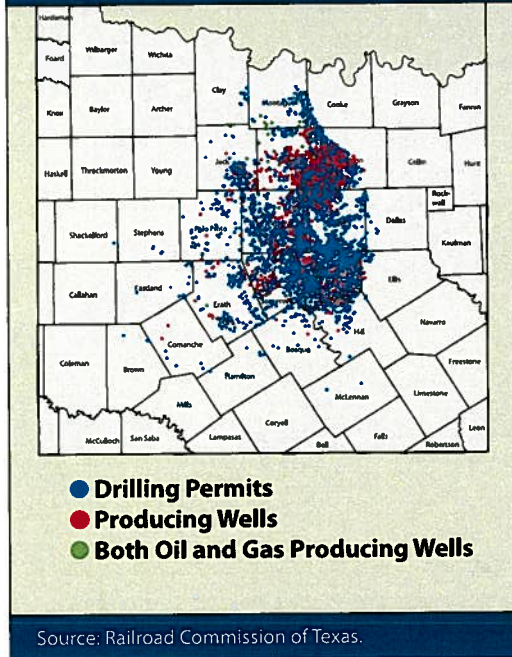 Hardeman
Foard
Wilbarger
Wichita
Clay
Montague
Cooke
Grayson
Fannin
Knox
Baylor
Archer
Haskell
Throckmorton
Young
Jack
Collin
Hunt
Rock-
wall
Shackelford
Stephens
Palo Pinto
Dallas
Kaufman
Callahan
Eastland
Erath
Ellis
Navarro
Hill
Coleman
Brown
Comanche
Bosque
Freestone
Hamilton
McLennan
Limestone
Mills
Coryell
Leon
McCulloch
San Saba
Lampasas
Bell
Falls
Robertson
Drilling Permits
Producing Wells
Both Oil and Gas Producing Wells
Source: Railroad Commission of Texas.